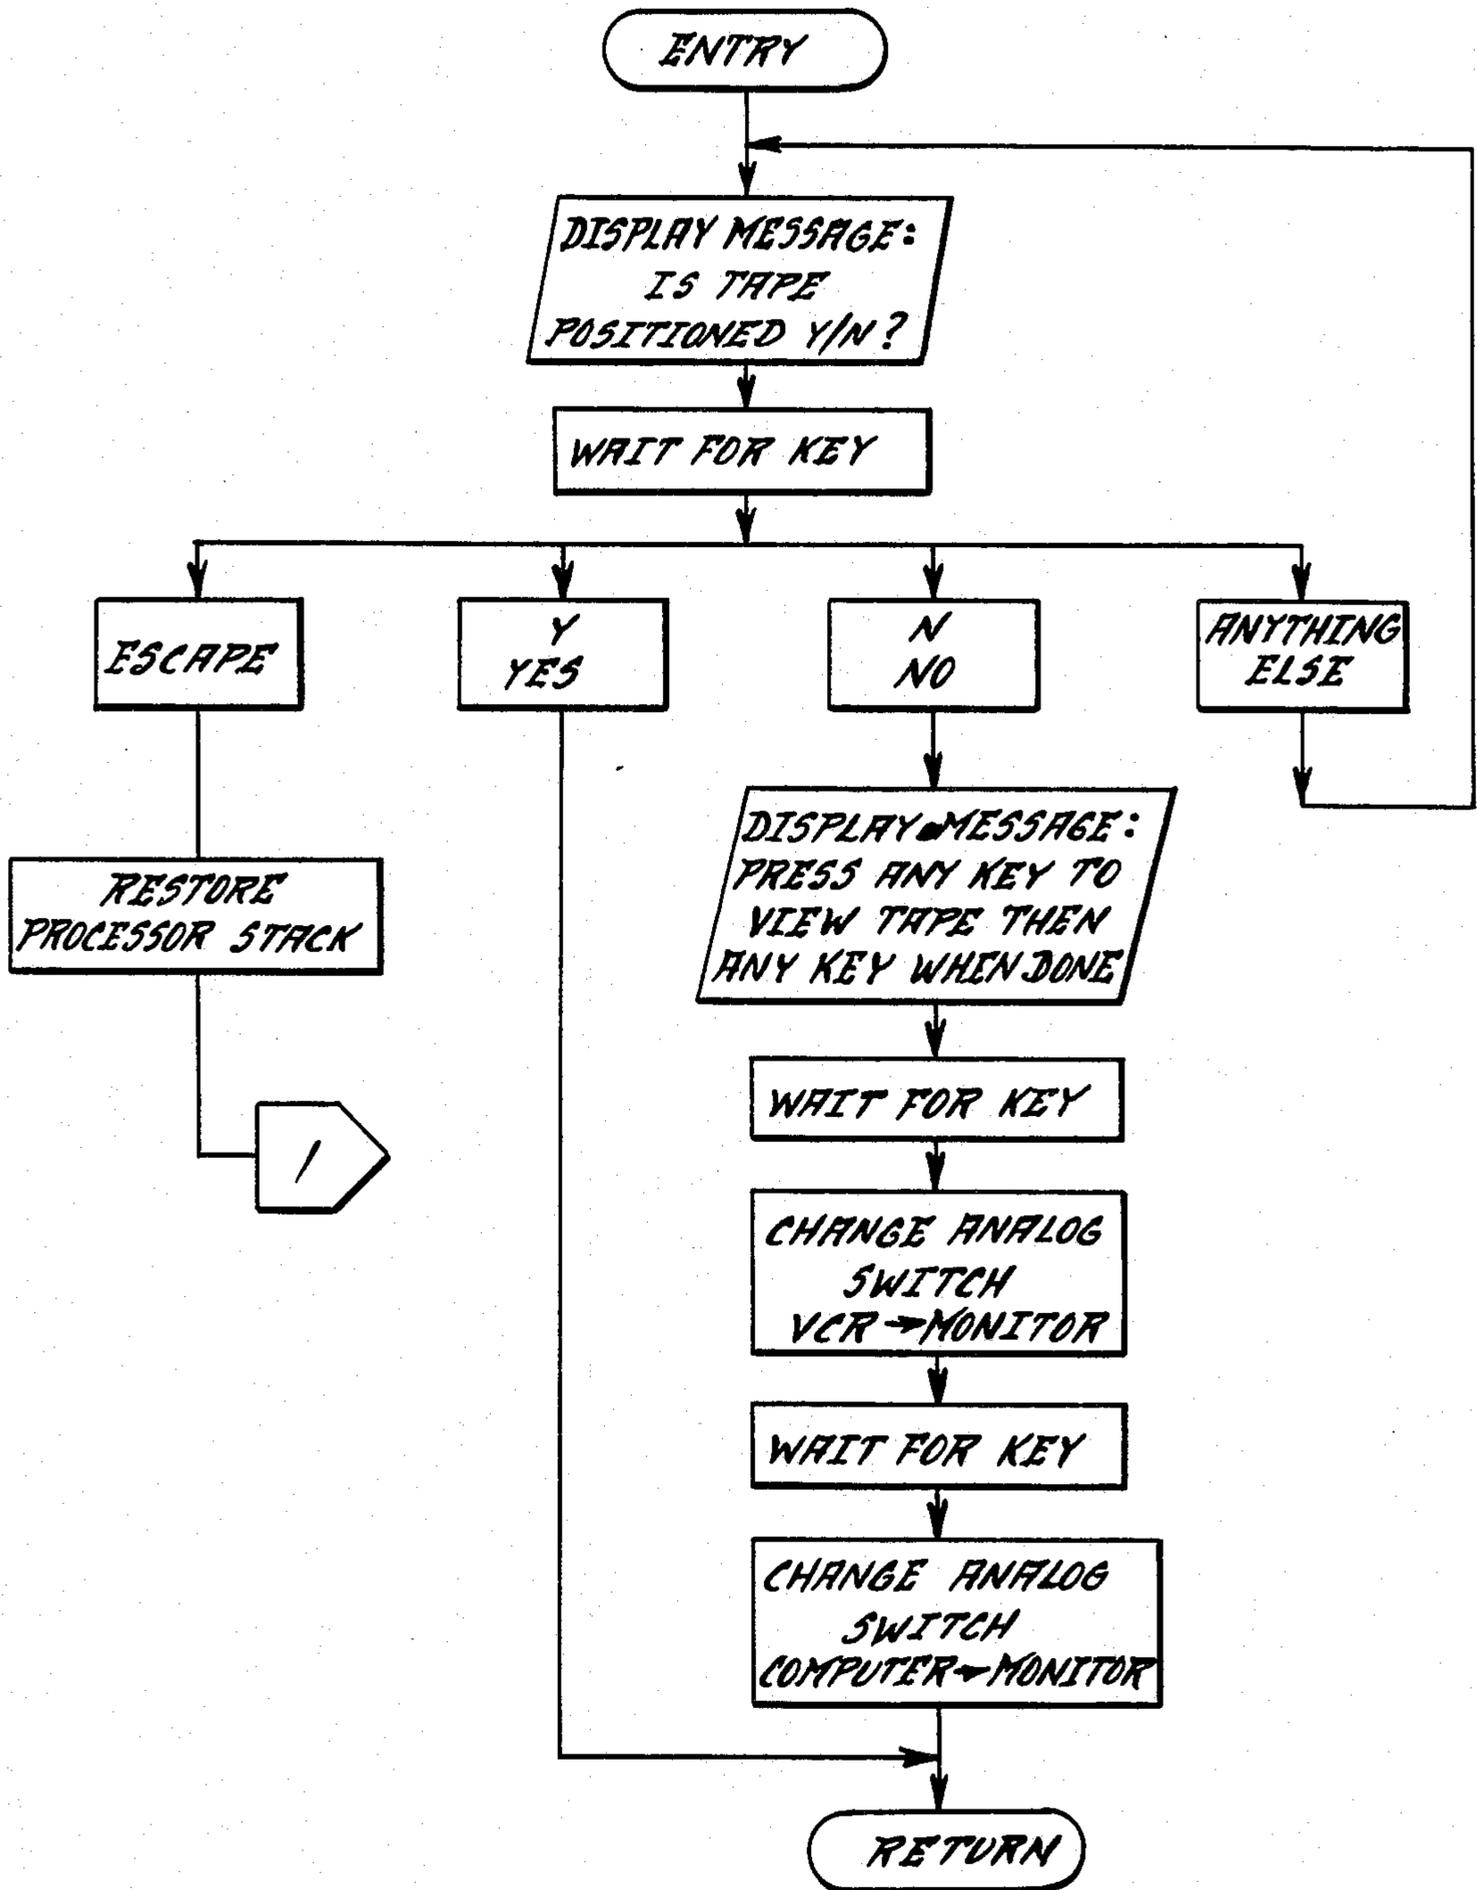 ENTRY
DISPLAY MESSAGE:
IS TAPE
POSITIONED Y/N?
WAIT FOR KEY
ESCAPE
Y
YES
N
NO
ANYTHING
ELSE
RESTORE
PROCESSOR STACK
1
DISPLAY MESSAGE:
PRESS ANY KEY TO
VIEW TAPE THEN
ANY KEY WHEN DONE
WAIT FOR KEY
CHANGE ANALOG
SWITCH
VCR → MONITOR
WAIT FOR KEY
CHANGE ANALOG
SWITCH
COMPUTER → MONITOR
RETURN